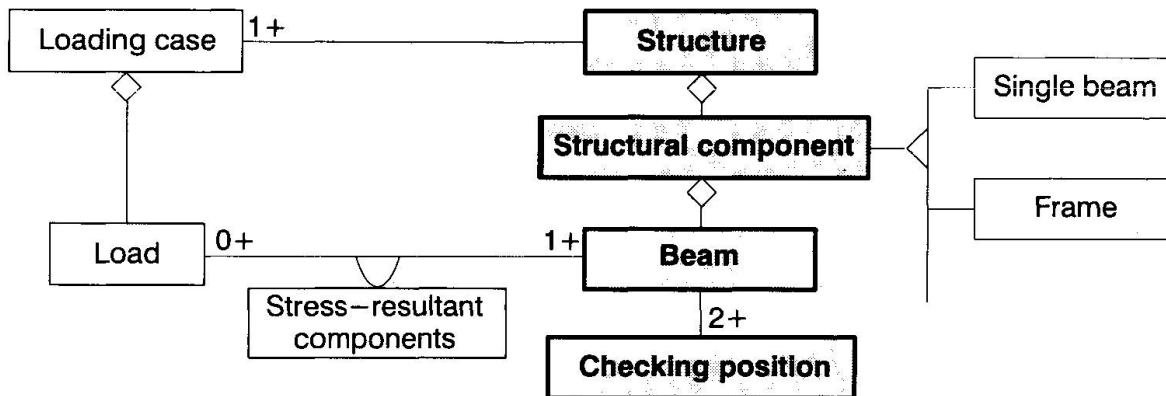 Loading case
1+
Structure
Structural component
Single beam
Frame
Load
0+
1+
Beam
Stress–resultant
components
2+
Checking position